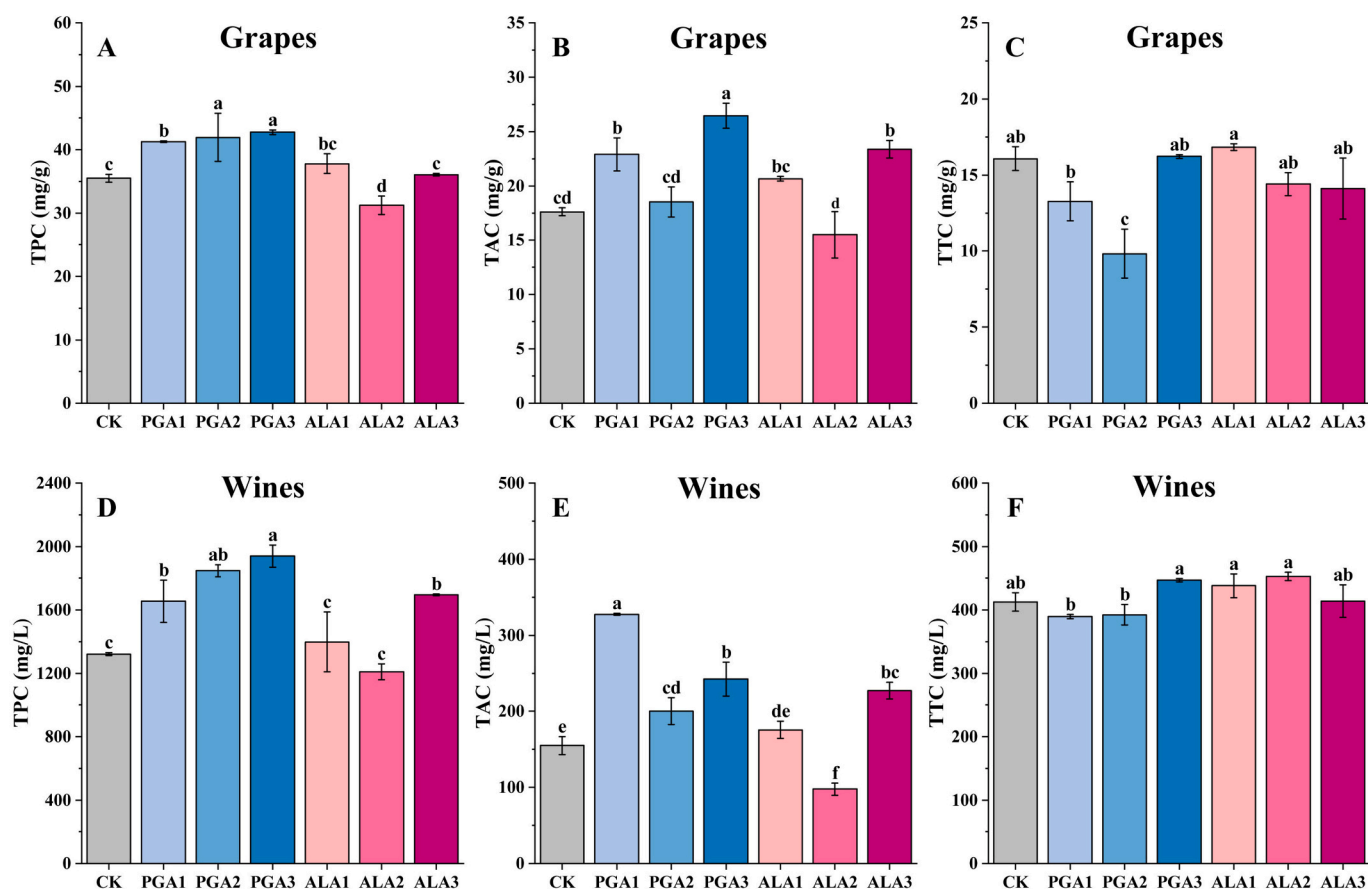 A Grapes
TPC (mg/g)
60
50
40
30
20
10
0
c b a a bc d c
CK PGA1 PGA2 PGA3 ALA1 ALA2 ALA3
B Grapes
TAC (mg/g)
35
30
25
20
15
10
5
0
cd b cd a bc d b
CK PGA1 PGA2 PGA3 ALA1 ALA2 ALA3
C Grapes
TTC (mg/g)
25
20
15
10
5
0
ab b c ab a ab ab
CK PGA1 PGA2 PGA3 ALA1 ALA2 ALA3
D Wines
TPC (mg/L)
2400
2000
1600
1200
800
400
0
c b ab a c c b
CK PGA1 PGA2 PGA3 ALA1 ALA2 ALA3
E Wines
TAC (mg/L)
500
400
300
200
100
0
e a cd b de f bc
CK PGA1 PGA2 PGA3 ALA1 ALA2 ALA3
F Wines
TTC (mg/L)
600
500
400
300
200
100
0
ab b b a a a ab
CK PGA1 PGA2 PGA3 ALA1 ALA2 ALA3